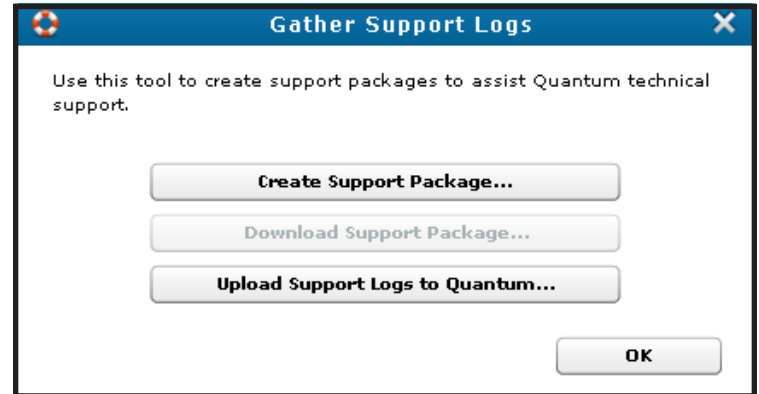 Gather Support Logs
Use this tool to create support packages to assist Quantum technical
support.
Create Support Package...
Download Support Package...
Upload Support Logs to Quantum...
OK